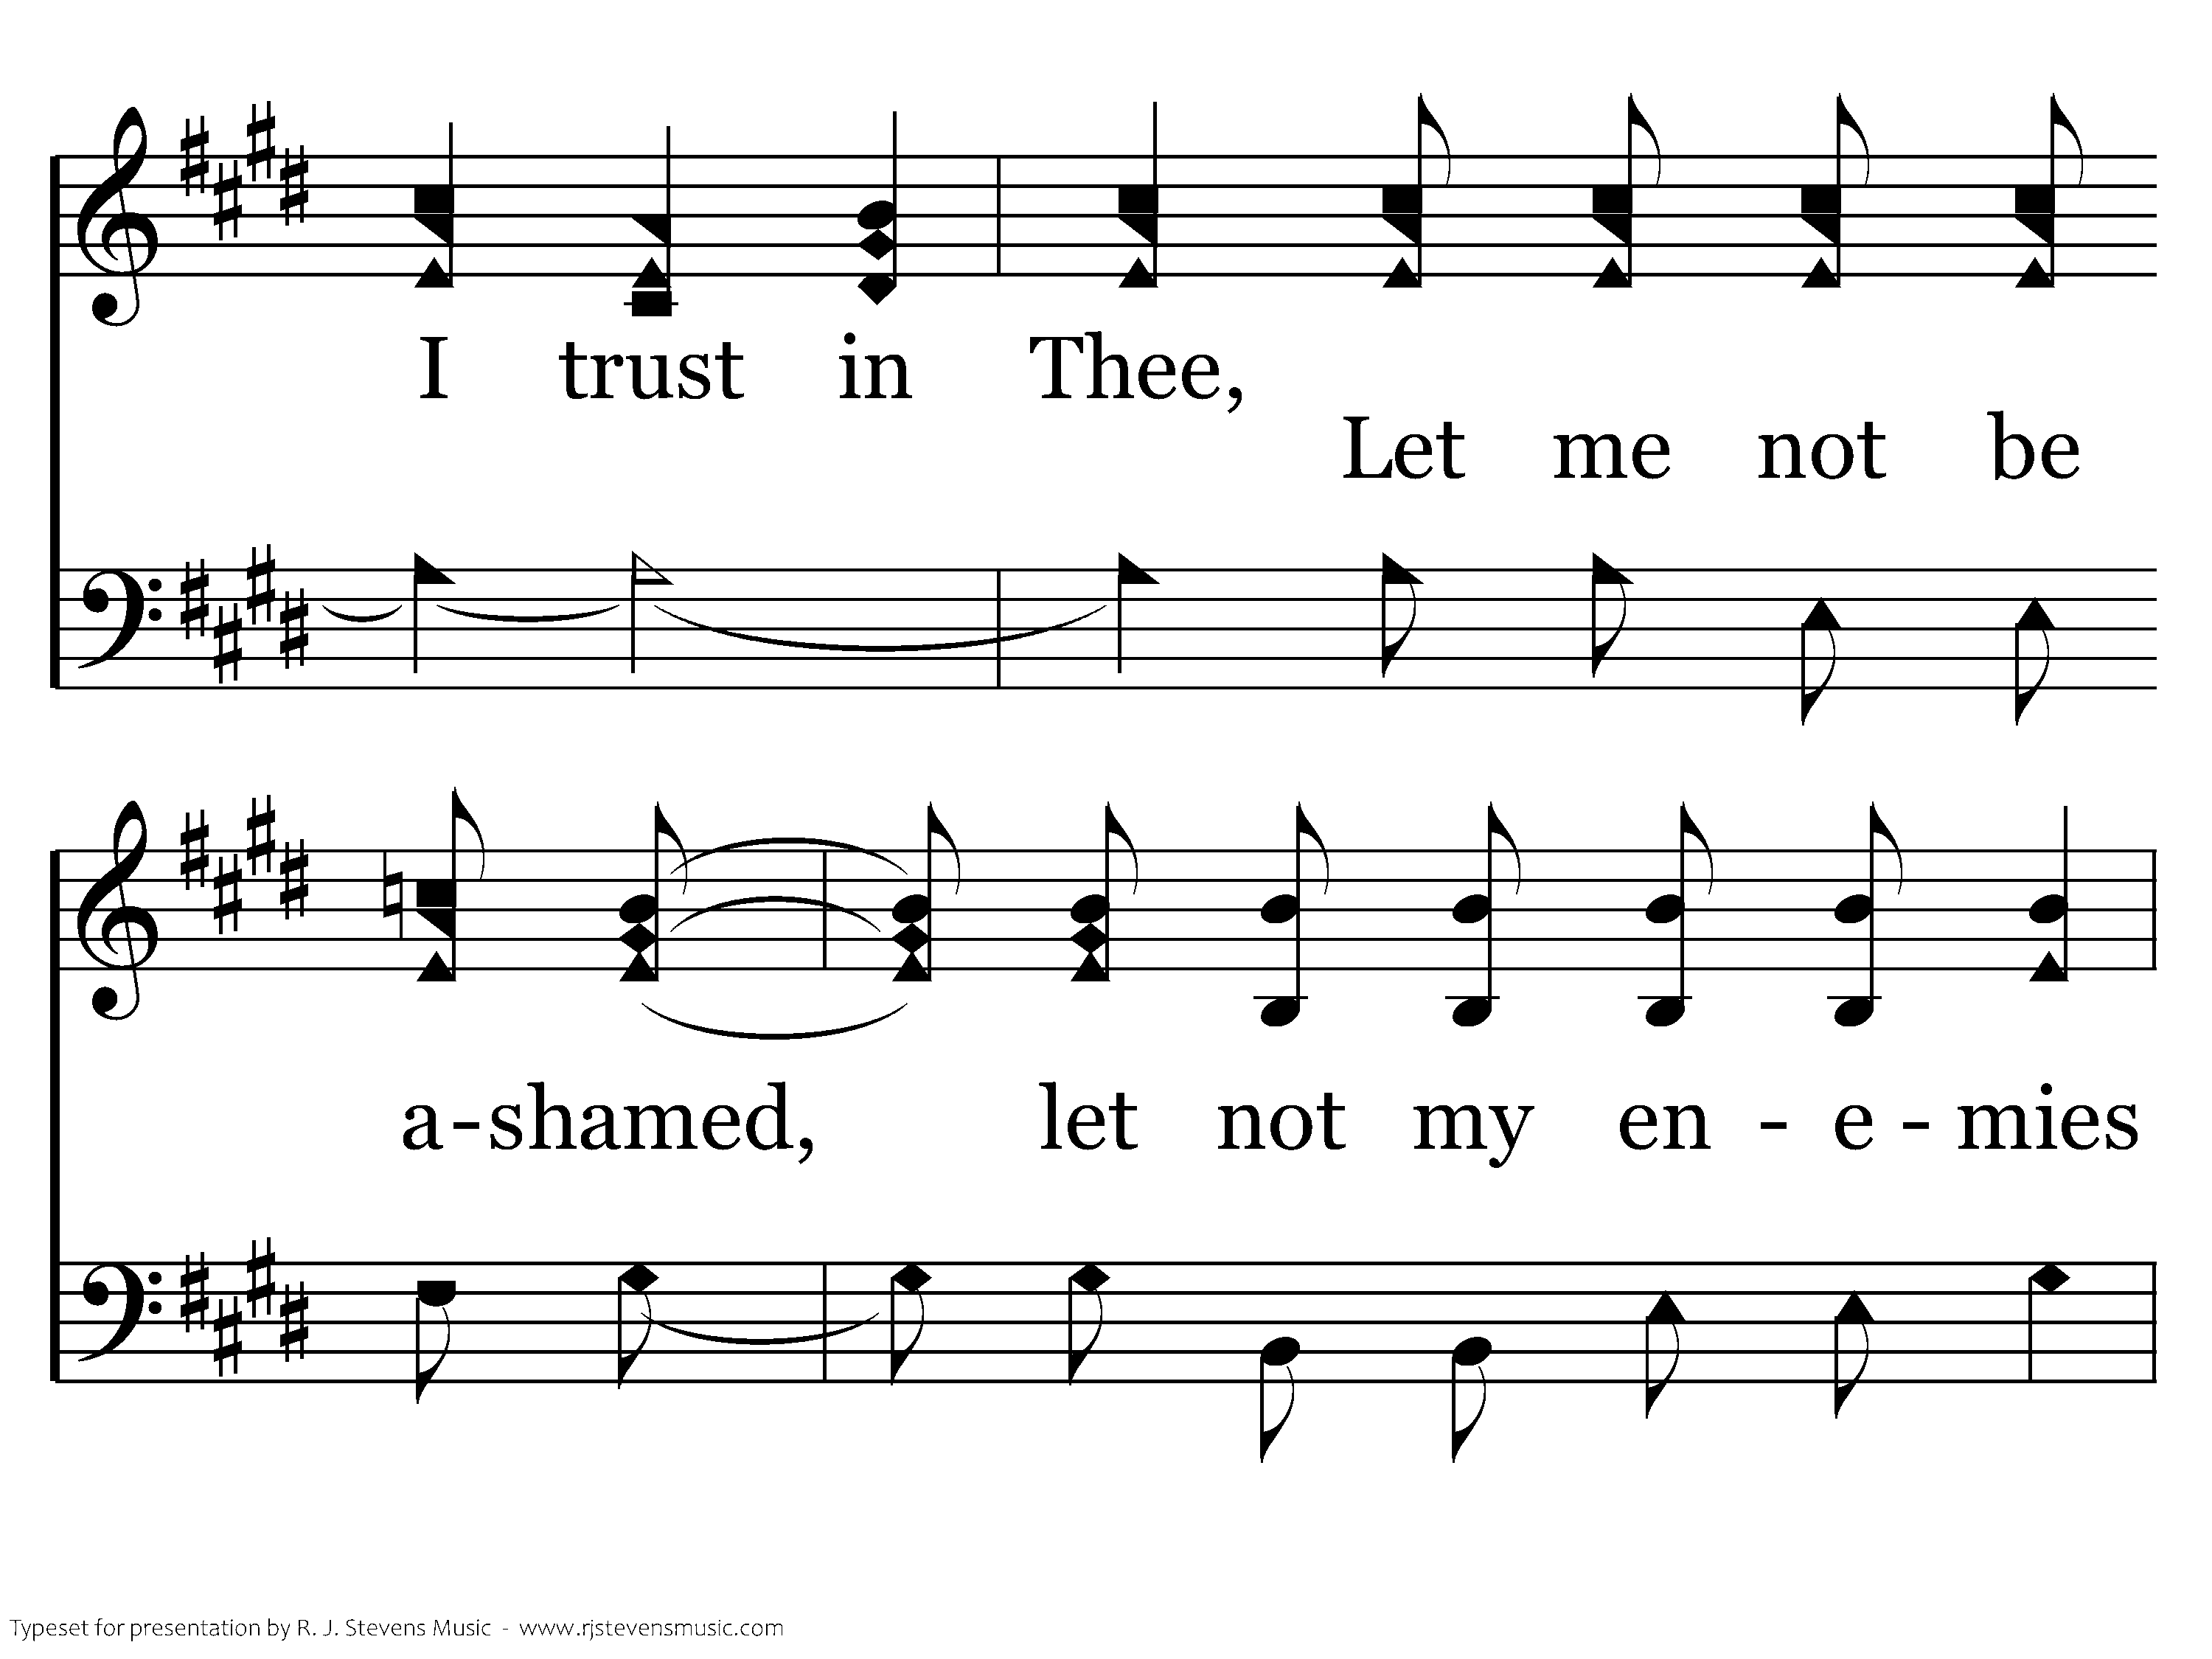 I trust in Thee,
Let me not be
a-shamed, let not my en - e - mies
Typeset for presentation by R. J. Stevens Music - www.rjstevensmusic.com